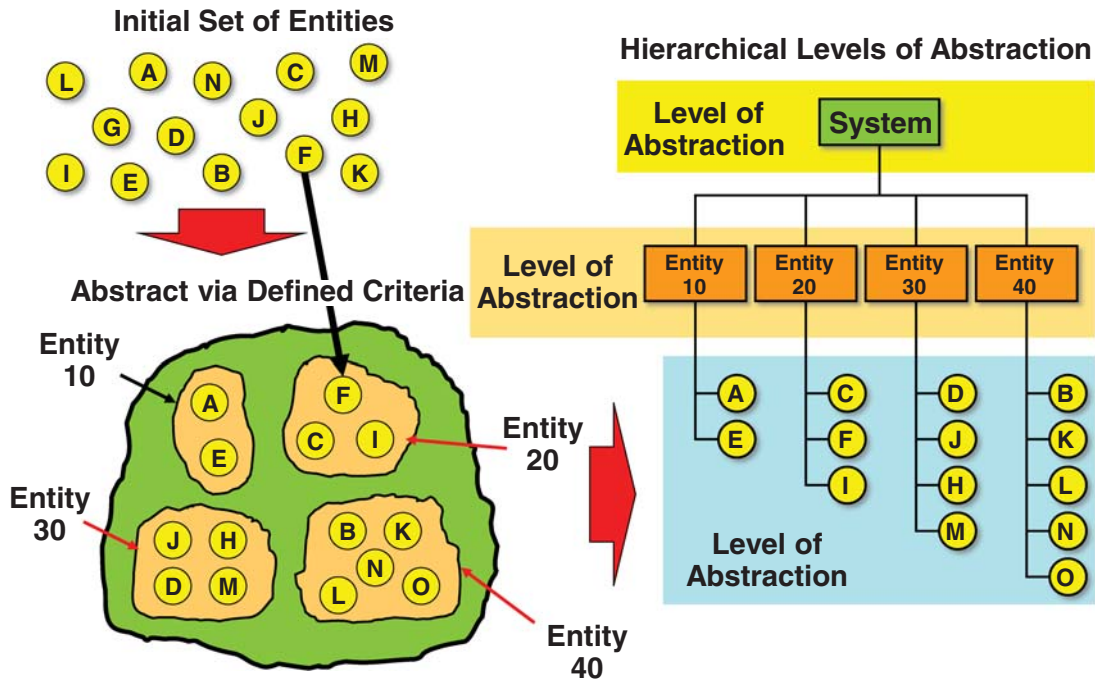 Initial Set of Entities
L A N C M
G D J H
I E B F K
Abstract via Defined Criteria
Entity
10
A
E
F
C I
Entity
20
Entity
30
J H
D M
B K
N
L O
Entity
40
Hierarchical Levels of Abstraction
Level of
Abstraction
System
Level of
Abstraction
Entity
10
Entity
20
Entity
30
Entity
40
A C D B
E F J K
I H L
M N
O
Level of
Abstraction